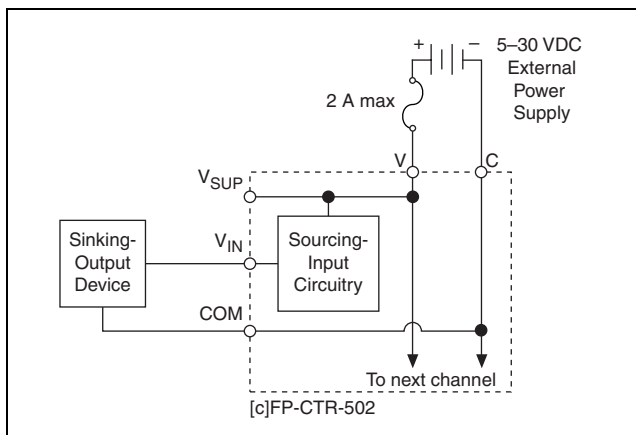 + –
5–30 VDC
External
Power
Supply
2 A max
V C
VSUP
VIN
COM
Sinking-
Output
Device
Sourcing-
Input
Circuitry
To next channel
[c]FP-CTR-502